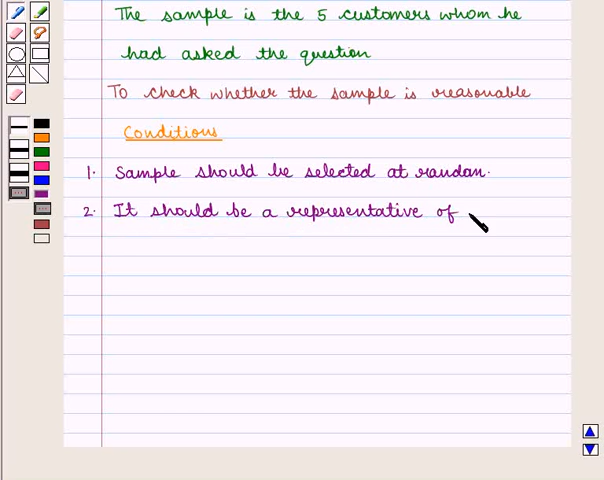 The sample is the 5 customers whom he
had asked the question
To check whether the sample is reasonable
Conditions
1. Sample should be selected at randam.
2. It should be a representative of